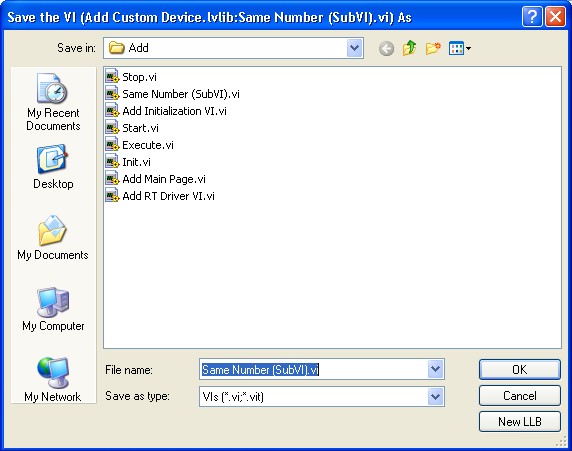 Save the VI (Add Custom Device.lvlib:Same Number (SubVI).vi) As
Save in:
Add
My Recent
Documents
Desktop
My Documents
My Computer
My Network
Stop.vi
Same Number (SubVI).vi
Add Initialization VI.vi
Start.vi
Execute.vi
Init.vi
Add Main Page.vi
Add RT Driver VI.vi
File name:
Same Number (SubVI).vi
OK
Save as type:
VIs (*.vi;*.vit)
Cancel
New LLB